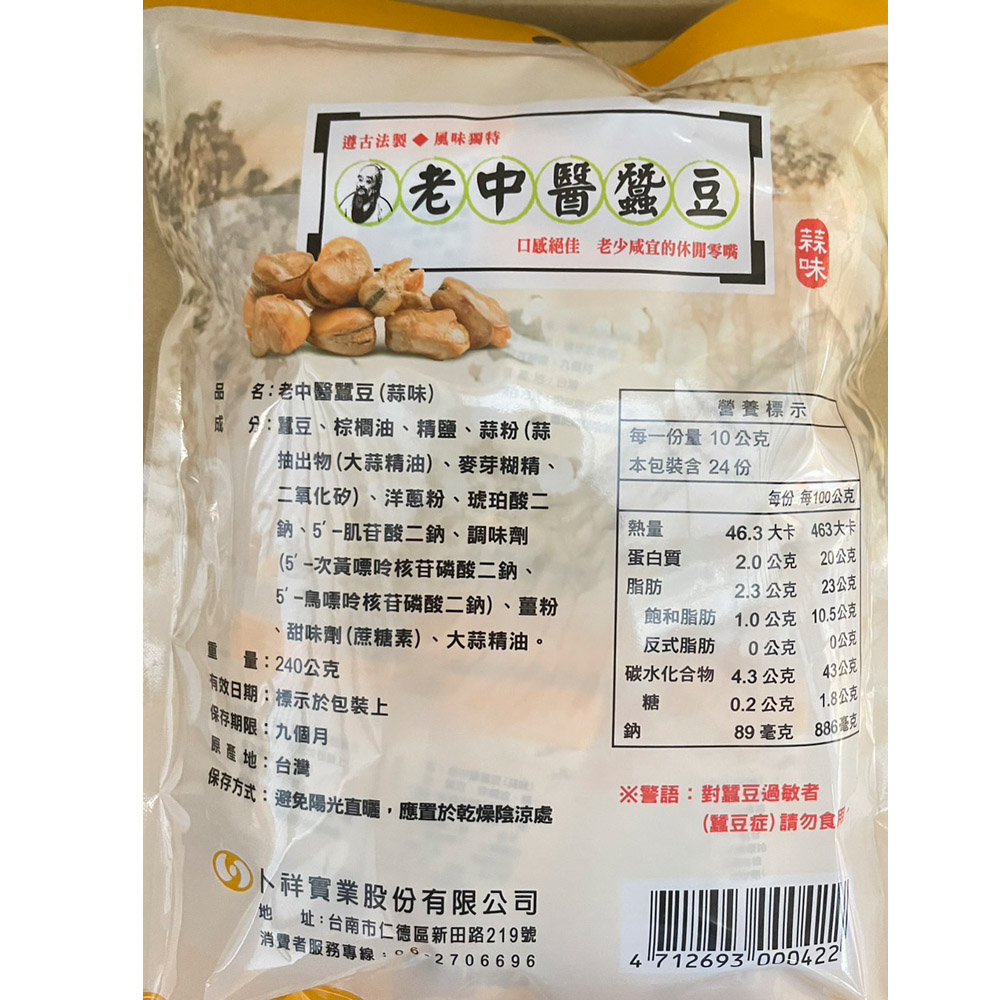 遵古法製◆風味獨特
老中醫蠶豆
口感絕佳 老少咸宜的休閒零嘴
蒜味
品 名:老中醫蠶豆(蒜味)
成 分:蠶豆、棕櫚油、精鹽、蒜粉(蒜
抽出物(大蒜精油)、麥芽糊精、
二氧化矽)、洋蔥粉、琥珀酸二
鈉、5'-肌苷酸二鈉、調味劑
(5'-次黃嘌呤核苷磷酸二鈉、
5'-鳥嘌呤核苷磷酸二鈉)、薑粉
、甜味劑(蔗糖素)、大蒜精油。
重 量:240公克
有效日期:標示於包裝上
保存期限:九個月
原產地:台灣
保存方式:避免陽光直曬,應置於乾燥陰涼處
營養標示
每一份量 10公克
本包裝含 24份
每份 每100公克
熱量 46.3大卡 463大卡
蛋白質 2.0公克 20公克
脂肪 2.3公克 23公克
飽和脂肪 1.0公克 10.5公克
反式脂肪 0公克 0公克
碳水化合物 4.3公克 43公克
糖 0.2公克 1.8公克
鈉 89毫克 886毫克
※警語:對蠶豆過敏者
(蠶豆症)請勿食
卜祥實業股份有限公司
地 址:台南市仁德區新田路219號
消費者服務專線:06-2706696
4 712693 000422